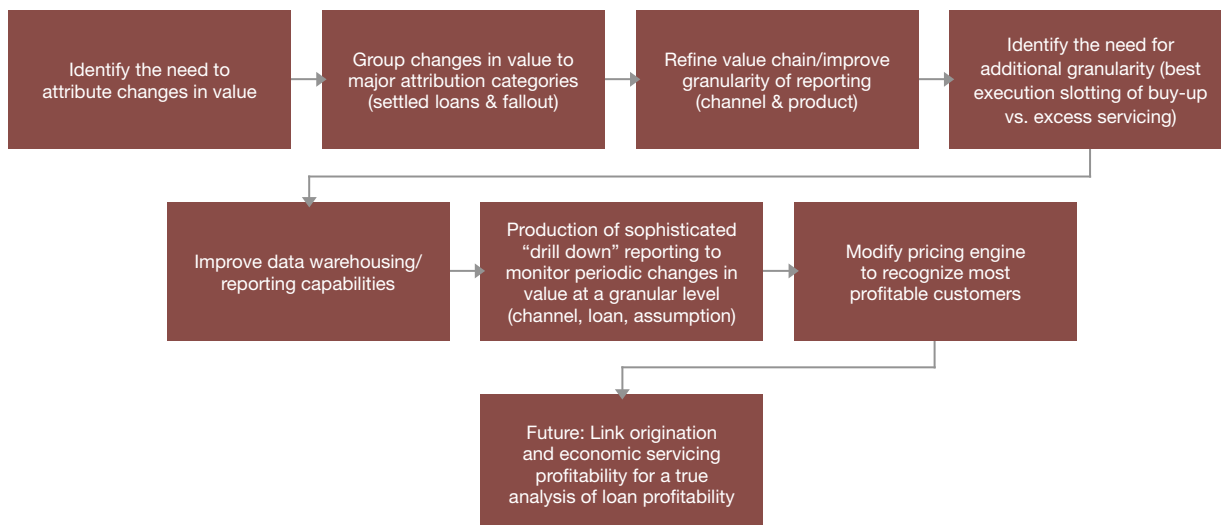 Identify the need to
attribute changes in value
Group changes in value to
major attribution categories
(settled loans & fallout)
Refine value chain/improve
granularity of reporting
(channel & product)
Identify the need for
additional granularity (best
execution slotting of buy-up
vs. excess servicing)
Improve data warehousing/
reporting capabilities
Production of sophisticated
“drill down” reporting to
monitor periodic changes in
value at a granular level
(channel, loan, assumption)
Modify pricing engine
to recognize most
profitable customers
Future: Link origination
and economic servicing
profitability for a true
analysis of loan profitability